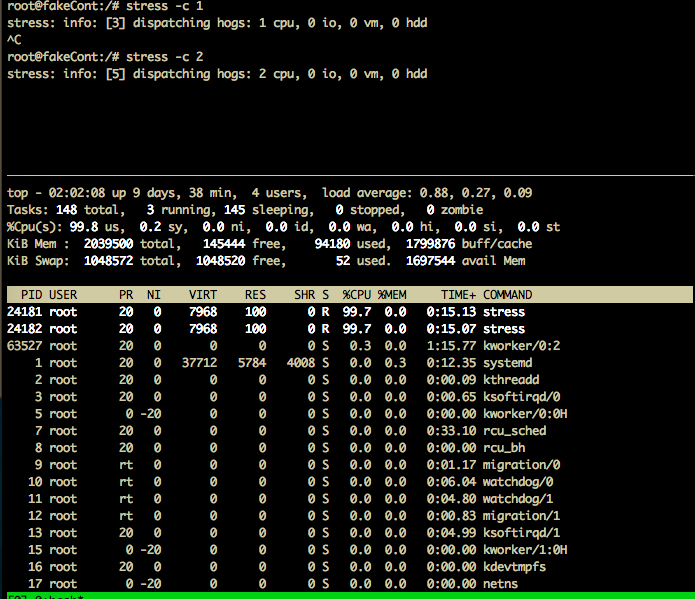 root@fakeCont:/# stress -c 1
stress: info: [3] dispatching hogs: 1 cpu, 0 io, 0 vm, 0 hdd
^C
root@fakeCont:/# stress -c 2
stress: info: [5] dispatching hogs: 2 cpu, 0 io, 0 vm, 0 hdd
top - 02:02:08 up 9 days, 38 min,  4 users,  load average: 0.88, 0.27, 0.09
Tasks: 148 total,   3 running, 145 sleeping,   0 stopped,   0 zombie
%Cpu(s): 99.8 us,  0.2 sy,  0.0 ni,  0.0 id,  0.0 wa,  0.0 hi,  0.0 si,  0.0 st
KiB Mem :  2039500 total,   145444 free,    94180 used,  1799876 buff/cache
KiB Swap:  1048572 total,  1048520 free,       52 used.  1697544 avail Mem
PID USER PR NI VIRT RES SHR S %CPU %MEM TIME+ COMMAND
24181 root 20 0 7968 100 0 R 99.7 0.0 0:15.13 stress
24182 root 20 0 7968 100 0 R 99.7 0.0 0:15.07 stress
63527 root 20 0 0 0 0 S 0.3 0.0 1:15.77 kworker/0:2
1 root 20 0 37712 5784 4008 S 0.0 0.3 0:12.35 systemd
2 root 20 0 0 0 0 S 0.0 0.0 0:00.09 kthreadd
3 root 20 0 0 0 0 S 0.0 0.0 0:00.65 ksoftirqd/0
5 root 0 -20 0 0 0 S 0.0 0.0 0:00.00 kworker/0:0H
7 root 20 0 0 0 0 S 0.0 0.0 0:33.10 rcu_sched
8 root 20 0 0 0 0 S 0.0 0.0 0:00.00 rcu_bh
9 root rt 0 0 0 0 S 0.0 0.0 0:01.17 migration/0
10 root rt 0 0 0 0 S 0.0 0.0 0:06.04 watchdog/0
11 root rt 0 0 0 0 S 0.0 0.0 0:04.80 watchdog/1
12 root rt 0 0 0 0 S 0.0 0.0 0:00.83 migration/1
13 root 20 0 0 0 0 S 0.0 0.0 0:04.99 ksoftirqd/1
15 root 0 -20 0 0 0 S 0.0 0.0 0:00.00 kworker/1:0H
16 root 20 0 0 0 0 S 0.0 0.0 0:00.00 kdevtmpfs
17 root 0 -20 0 0 0 S 0.0 0.0 0:00.00 netns